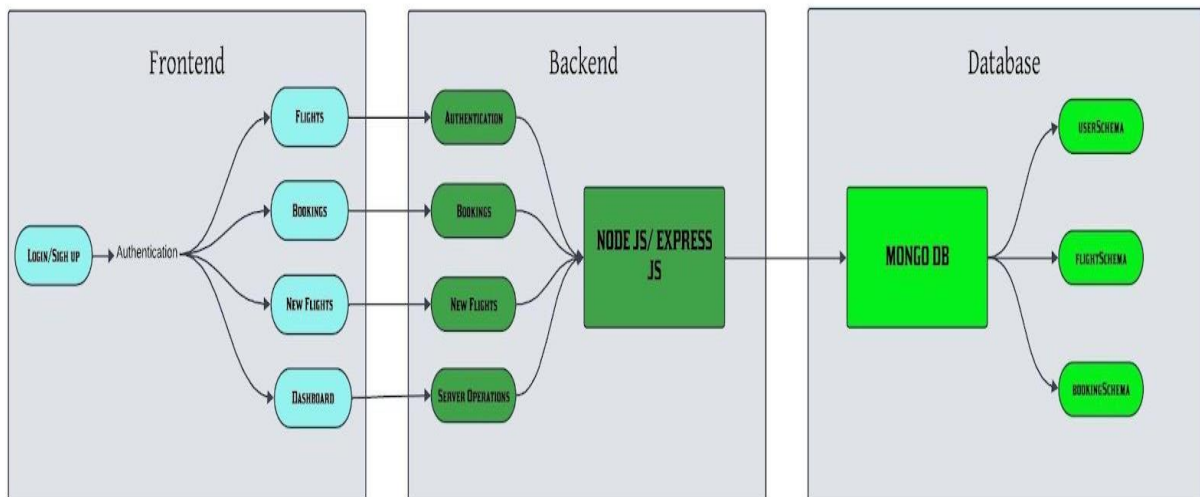 Frontend
Backend
Database
FLIGHTS
AUTHENTICATION
USERSCHEMA
BOOKINGS
BOOKINGS
LOGIN/SIGH UP
Authentication
NODE JS/ EXPRESS
JS
MONGO DB
FLIGHTSCHEMA
NEW FLIGHTS
NEW FLIGHTS
DASHBOARD
SERVER OPERATIONS
BOOKINGSCHEMA